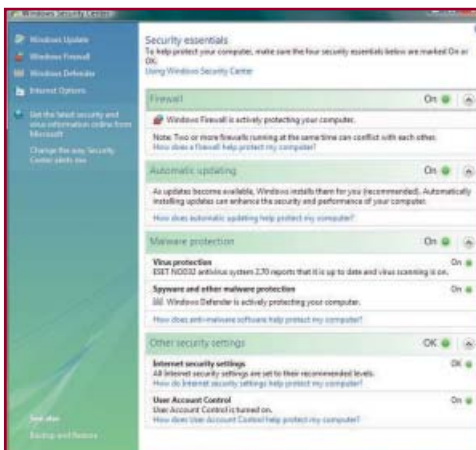 Windows Security Center
Windows Update
Windows Firewall
Windows Defender
Internet Options
Get the latest security and
virus information online from
Microsoft
Change the way Security
Center alerts me
See also
Backup and Restore
Security essentials
To help protect your computer, make sure the four security essentials below are marked On or
OK.
Using Windows Security Center
Firewall On
Windows Firewall is actively protecting your computer.
Note: Two or more firewalls running at the same time can conflict with each other.
How does a firewall help protect my computer?
Automatic updating On
As updates become available, Windows installs them for you (recommended). Automatically
installing updates can enhance the security and performance of your computer.
How does automatic updating help protect my computer?
Malware protection On
Virus protection On
ESET NOD32 antivirus system 2.70 reports that it is up to date and virus scanning is on.
Spyware and other malware protection On
Windows Defender is actively protecting your computer.
How does anti-malware software help protect my computer?
Other security settings OK
Internet security settings OK
All Internet security settings are set to their recommended levels.
How do Internet security settings help protect my computer?
User Account Control On
User Account Control is turned on.
How does User Account Control help protect my computer?